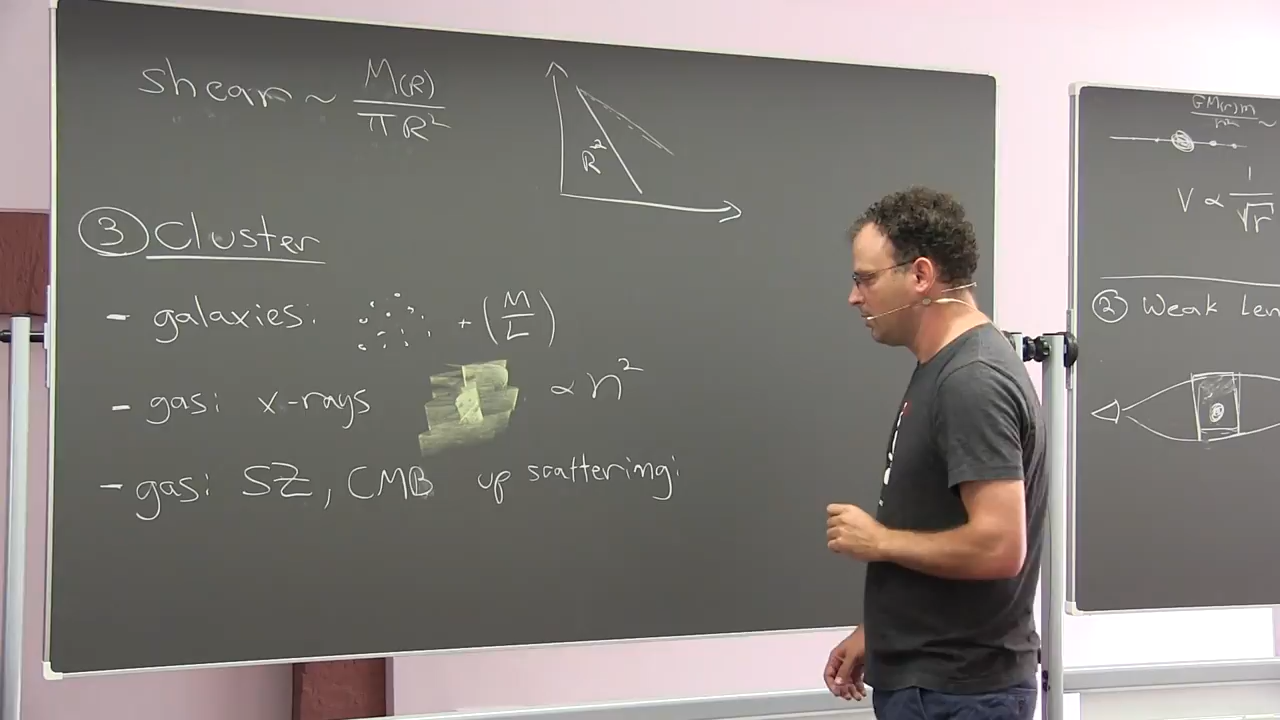 shear ~ M(R) / πR²
R²
③ Cluster
- galaxies: + (M/L)
- gas: x-rays ∝ n²
- gas: SZ, CMB up scattering:
GM(r)m / r² ~
V ∝ 1/√r
② Weak Len